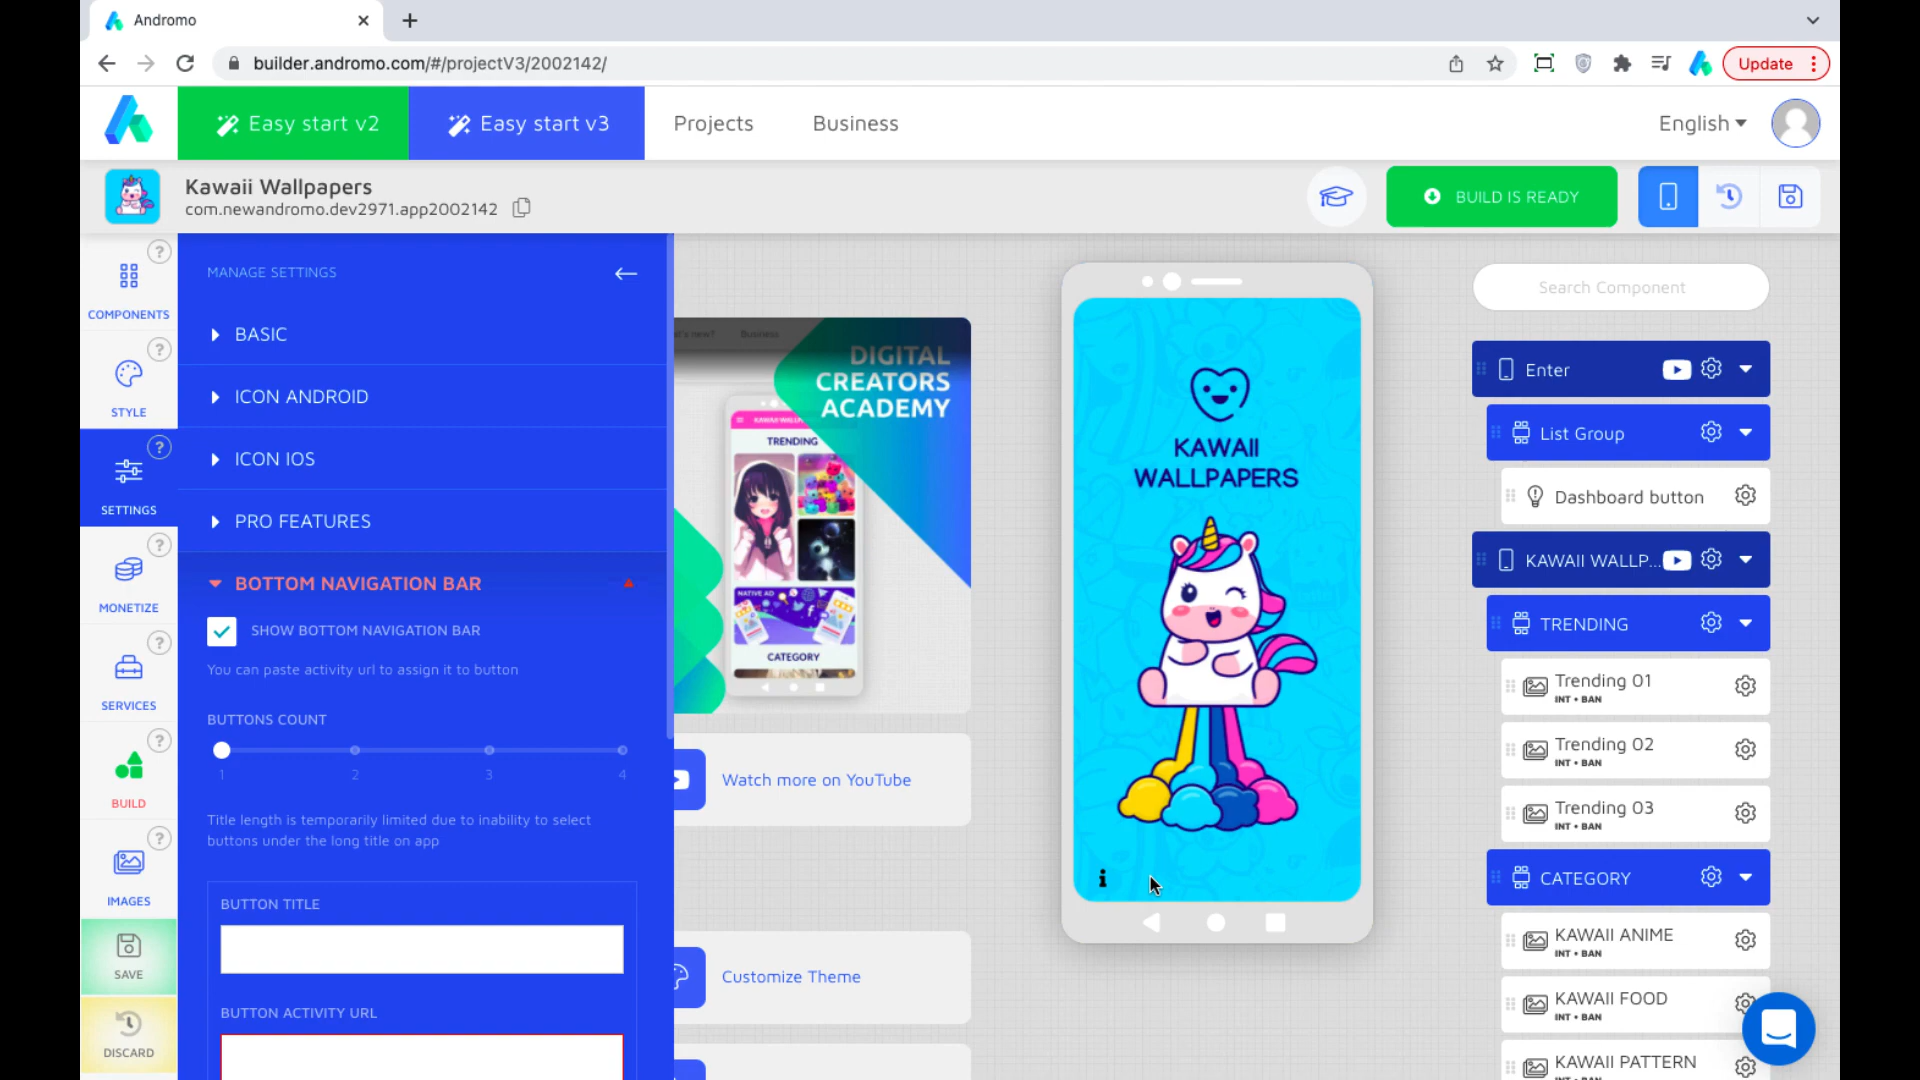 Andromo
builder.andromo.com/#/projectV3/2002142/
Update
Easy start v2
Easy start v3
Projects
Business
English
Kawaii Wallpapers
com.newandromo.dev2971.app2002142
BUILD IS READY
COMPONENTS
STYLE
SETTINGS
MONETIZE
SERVICES
BUILD
IMAGES
SAVE
DISCARD
MANAGE SETTINGS
BASIC
ICON ANDROID
ICON IOS
PRO FEATURES
BOTTOM NAVIGATION BAR
SHOW BOTTOM NAVIGATION BAR
You can paste activity url to assign it to button
BUTTONS COUNT
1 2 3 4
Title length is temporarily limited due to inability to select
buttons under the long title on app
BUTTON TITLE
BUTTON ACTIVITY URL
Business
DIGITAL
CREATORS
ACADEMY
TRENDING
NATIVE AD
CATEGORY
Watch more on YouTube
Customize Theme
KAWAII
WALLPAPERS
Search Component
Enter
List Group
Dashboard button
KAWAII WALLP...
TRENDING
Trending 01
INT • BAN
Trending 02
INT • BAN
Trending 03
INT • BAN
CATEGORY
KAWAII ANIME
INT • BAN
KAWAII FOOD
INT • BAN
KAWAII PATTERN